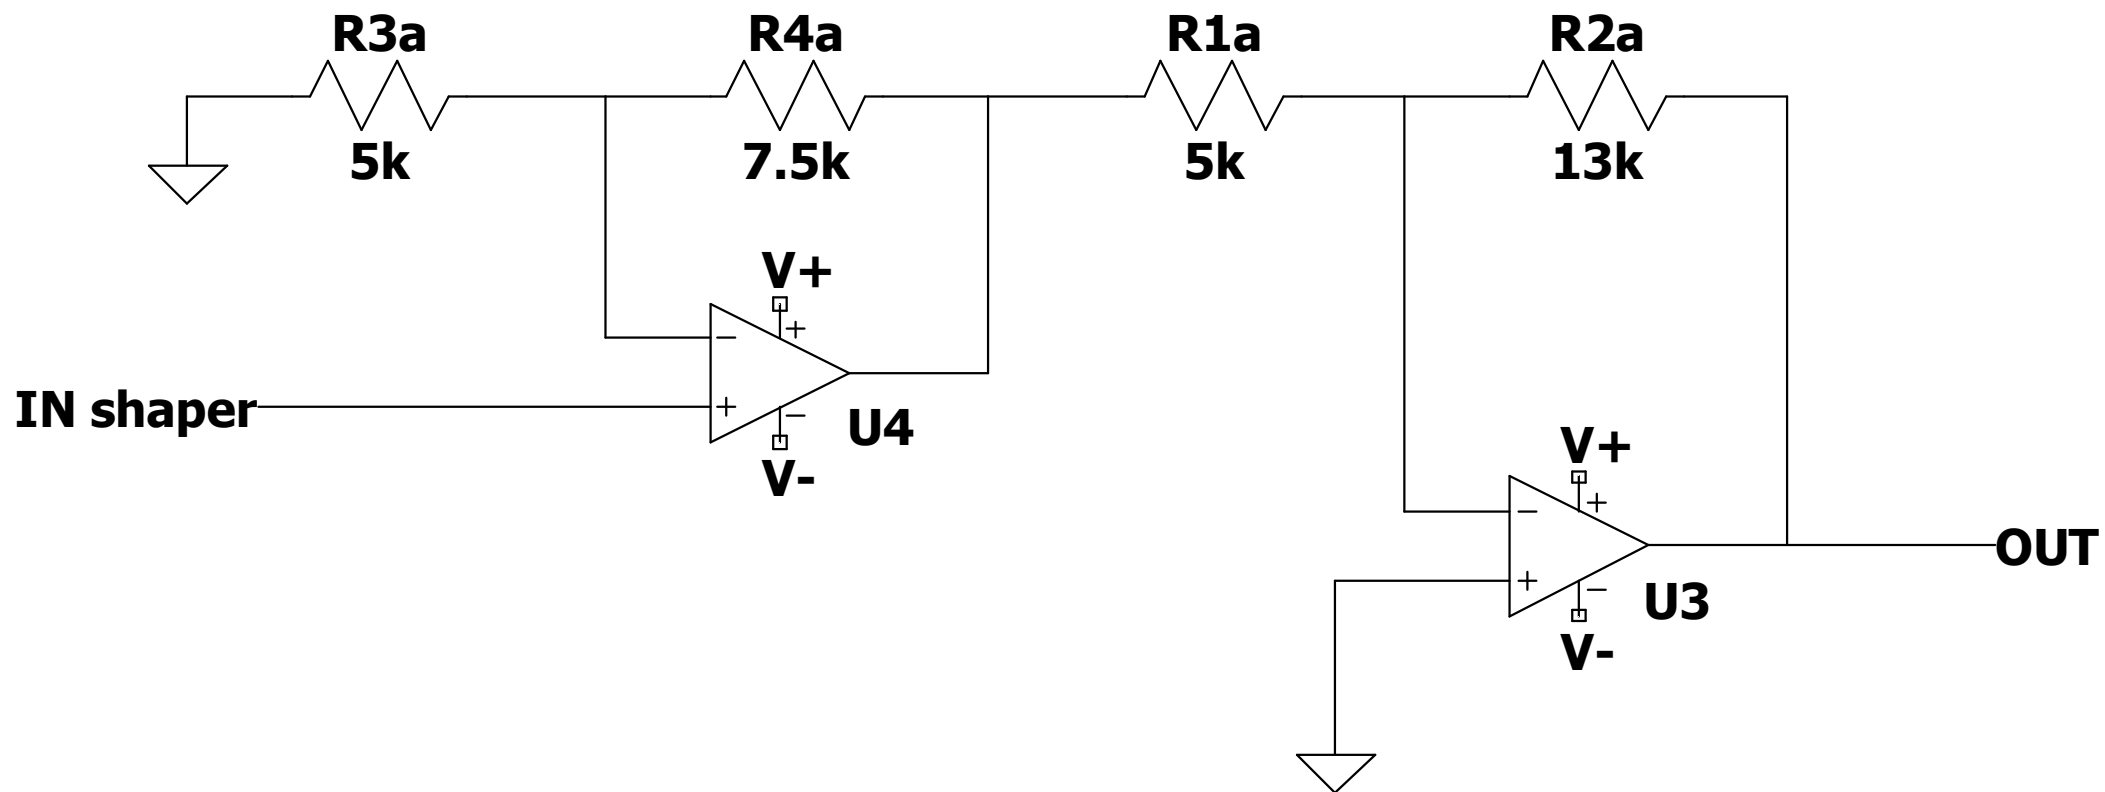 R3a
R4a
R1a
R2a
5k
7.5k
5k
13k
V+
−
+
IN shaper
+
−
U4
V-
V+
−
+
OUT
+
−
U3
V-